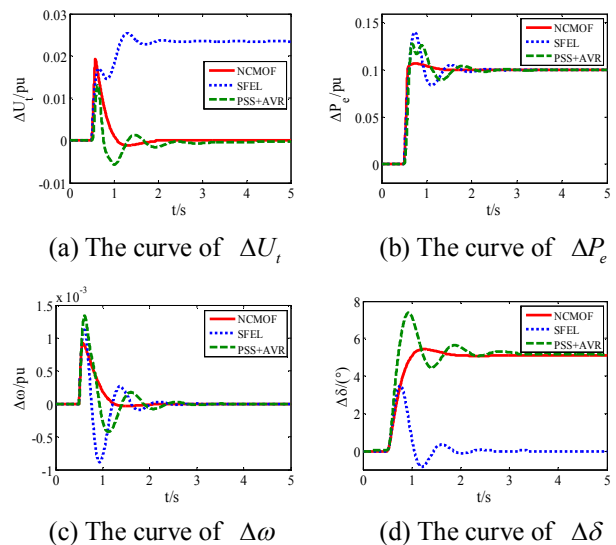 0.03
0.02
0.01
0
-0.01
ΔU_t/pu
NCMOF
SFEL
PSS+AVR
0 1 2 3 4 5
t/s
(a) The curve of ΔU_t
0.15
0.1
0.05
0
ΔP_e/pu
NCMOF
SFEL
PSS+AVR
0 1 2 3 4 5
t/s
(b) The curve of ΔP_e
x 10^-3
1.5
1
0.5
0
-0.5
-1
Δω/pu
NCMOF
SFEL
PSS+AVR
0 1 2 3 4 5
t/s
(c) The curve of Δω
8
6
4
2
0
Δδ/(°)
NCMOF
SFEL
PSS+AVR
0 1 2 3 4 5
t/s
(d) The curve of Δδ